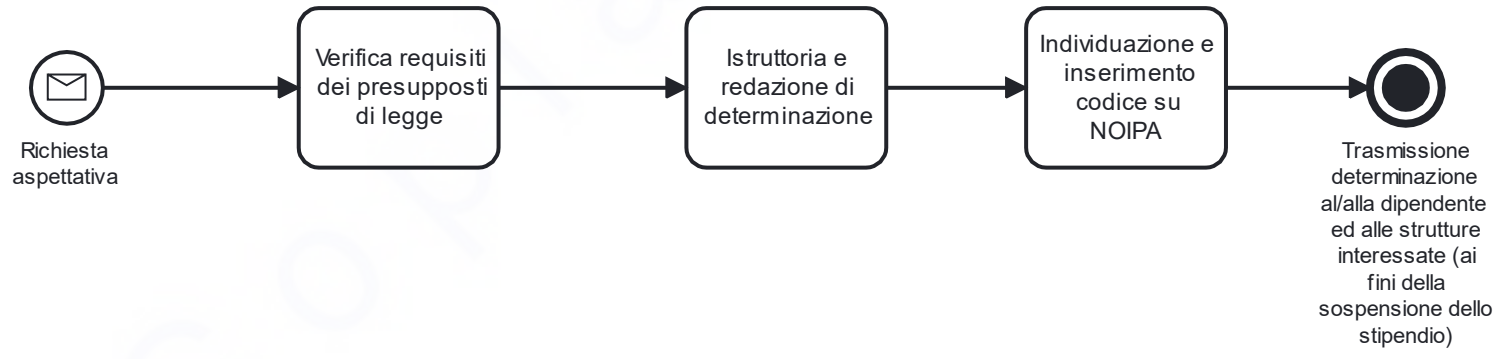 Richiesta
aspettativa
Verifica requisiti
dei presupposti
di legge
Istruttoria e
redazione di
determinazione
Individuazione e
inserimento
codice su
NOIPA
Trasmissione
determinazione
al/alla dipendente
ed alle strutture
interessate (ai
fini della
sospensione dello
stipendio)